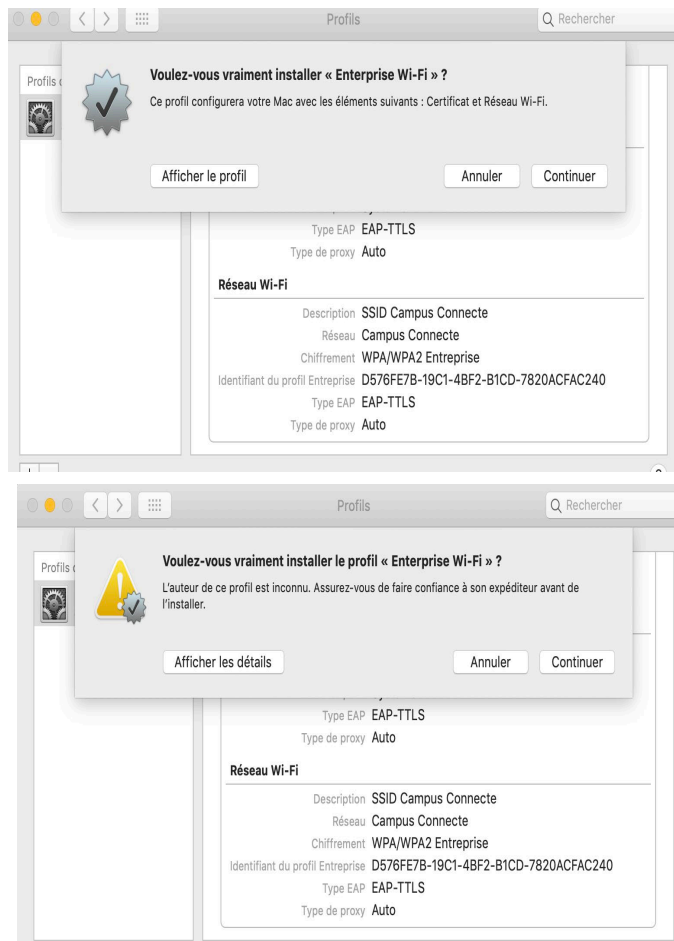 Profils
Rechercher
Profils
Voulez-vous vraiment installer « Enterprise Wi-Fi » ?
Ce profil configurera votre Mac avec les éléments suivants : Certificat et Réseau Wi-Fi.
Afficher le profil
Annuler
Continuer
Type EAP EAP-TTLS
Type de proxy Auto
Réseau Wi-Fi
Description SSID Campus Connecte
Réseau Campus Connecte
Chiffrement WPA/WPA2 Entreprise
Identifiant du profil Entreprise D576FE7B-19C1-4BF2-B1CD-7820ACFAC240
Type EAP EAP-TTLS
Type de proxy Auto
Profils
Rechercher
Profils
Voulez-vous vraiment installer le profil « Enterprise Wi-Fi » ?
L'auteur de ce profil est inconnu. Assurez-vous de faire confiance à son expéditeur avant de
l'installer.
Afficher les détails
Annuler
Continuer
Type EAP EAP-TTLS
Type de proxy Auto
Réseau Wi-Fi
Description SSID Campus Connecte
Réseau Campus Connecte
Chiffrement WPA/WPA2 Entreprise
Identifiant du profil Entreprise D576FE7B-19C1-4BF2-B1CD-7820ACFAC240
Type EAP EAP-TTLS
Type de proxy Auto